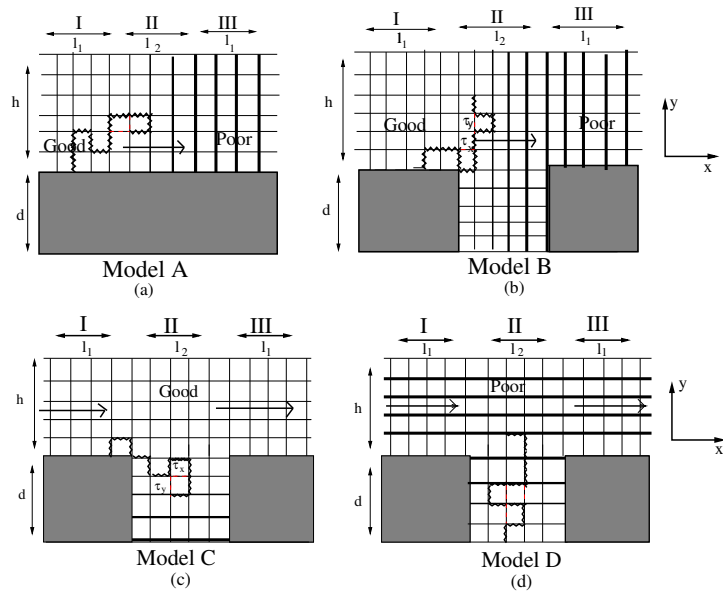 I II III
l1 l2 l1
h
Good Poor
d
Model A
(a)
I II III
l1 l2 l1
h
Good τy Poor
τx
d
Model B
(b)
y
x
I II III
l1 l2 l1
h
Good
τx
τy
d
Model C
(c)
I II III
l1 l2 l1
h
Poor
d
Model D
(d)
y
x